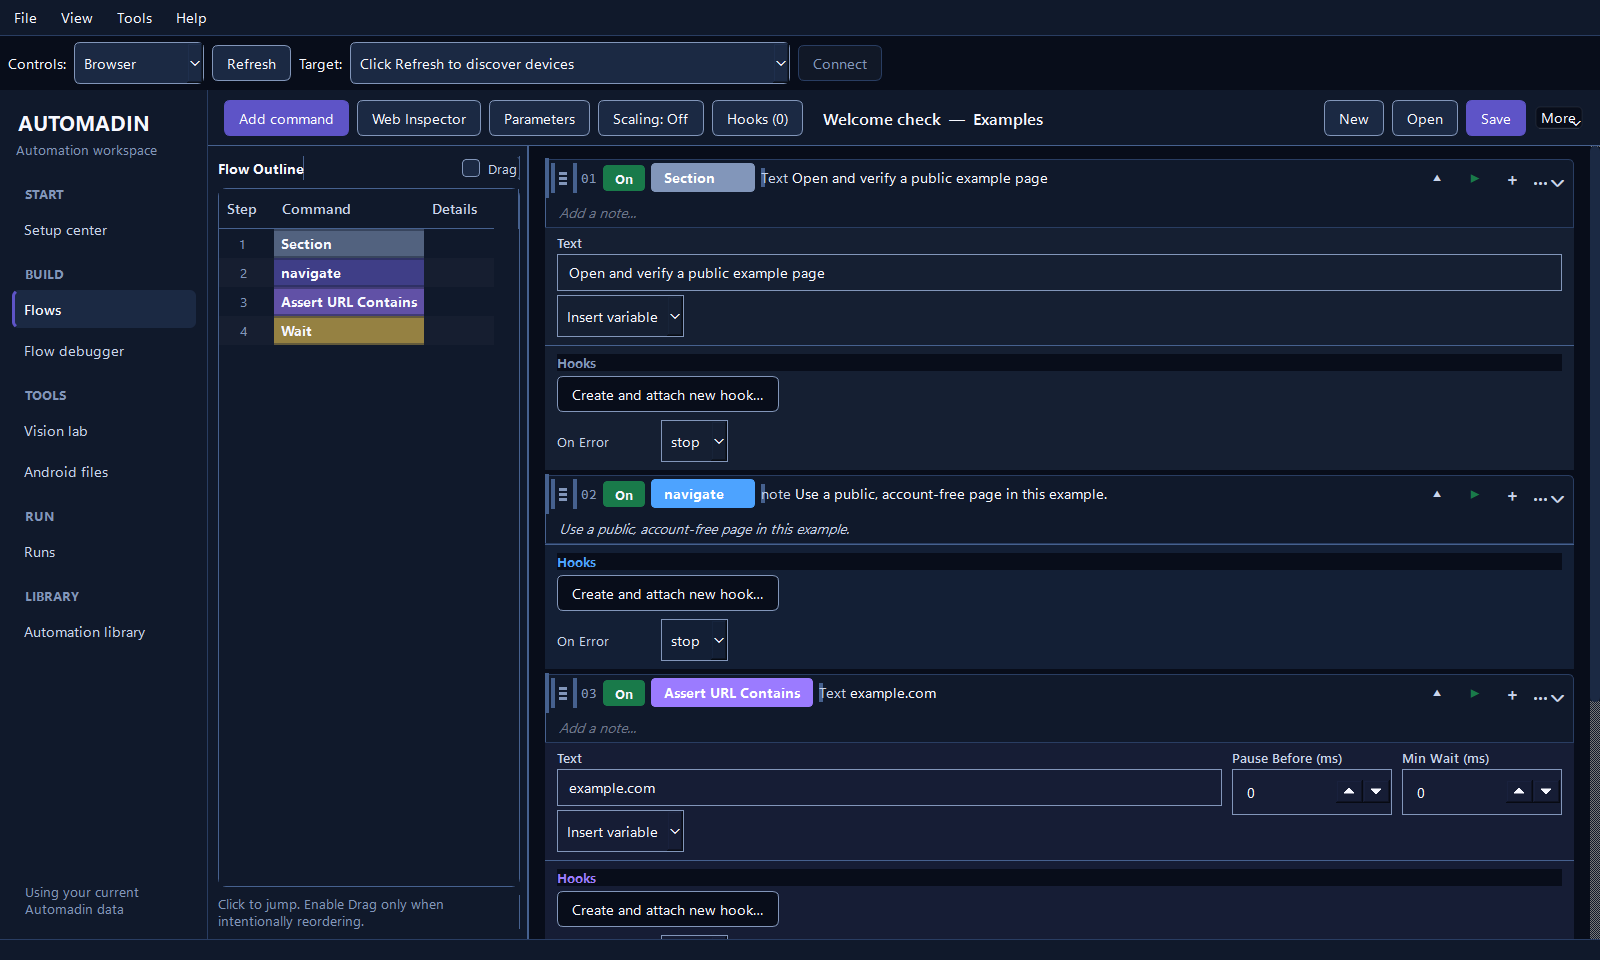 File View Tools Help
Controls: Browser Refresh Target: Click Refresh to discover devices Connect
AUTOMADIN
Automation workspace
START
Setup center
BUILD
Flows
Flow debugger
TOOLS
Vision lab
Android files
RUN
Runs
LIBRARY
Automation library
Using your current
Automadin data
Add command Web Inspector Parameters Scaling: Off Hooks (0) Welcome check — Examples New Open Save More
Flow Outline Drag
Step Command Details
1 Section
2 navigate
3 Assert URL Contains
4 Wait
Click to jump. Enable Drag only when
intentionally reordering.
01 On Section Text Open and verify a public example page
Add a note...
Text
Open and verify a public example page
Insert variable
Hooks
Create and attach new hook...
On Error stop
02 On navigate note Use a public, account-free page in this example.
Use a public, account-free page in this example.
Hooks
Create and attach new hook...
On Error stop
03 On Assert URL Contains Text example.com
Add a note...
Text Pause Before (ms) Min Wait (ms)
example.com 0 0
Insert variable
Hooks
Create and attach new hook...